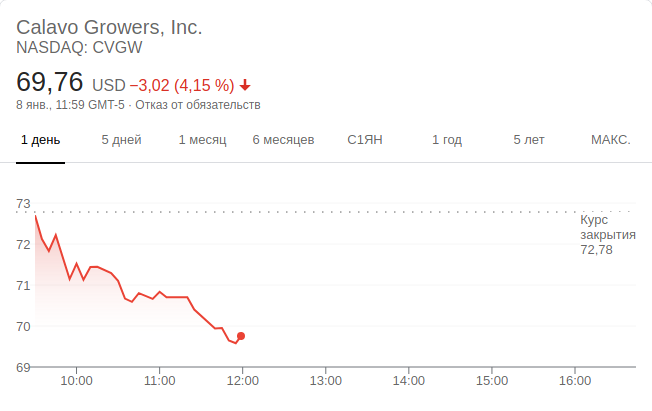 Calavo Growers, Inc.
NASDAQ: CVGW
69,76 USD −3,02 (4,15 %)
8 янв., 11:59 GMT-5 · Отказ от обязательств
1 день 5 дней 1 месяц 6 месяцев С1ЯН 1 год 5 лет МАКС.
73
Курс
закрытия
72,78
72
71
70
69
10:00 11:00 12:00 13:00 14:00 15:00 16:00